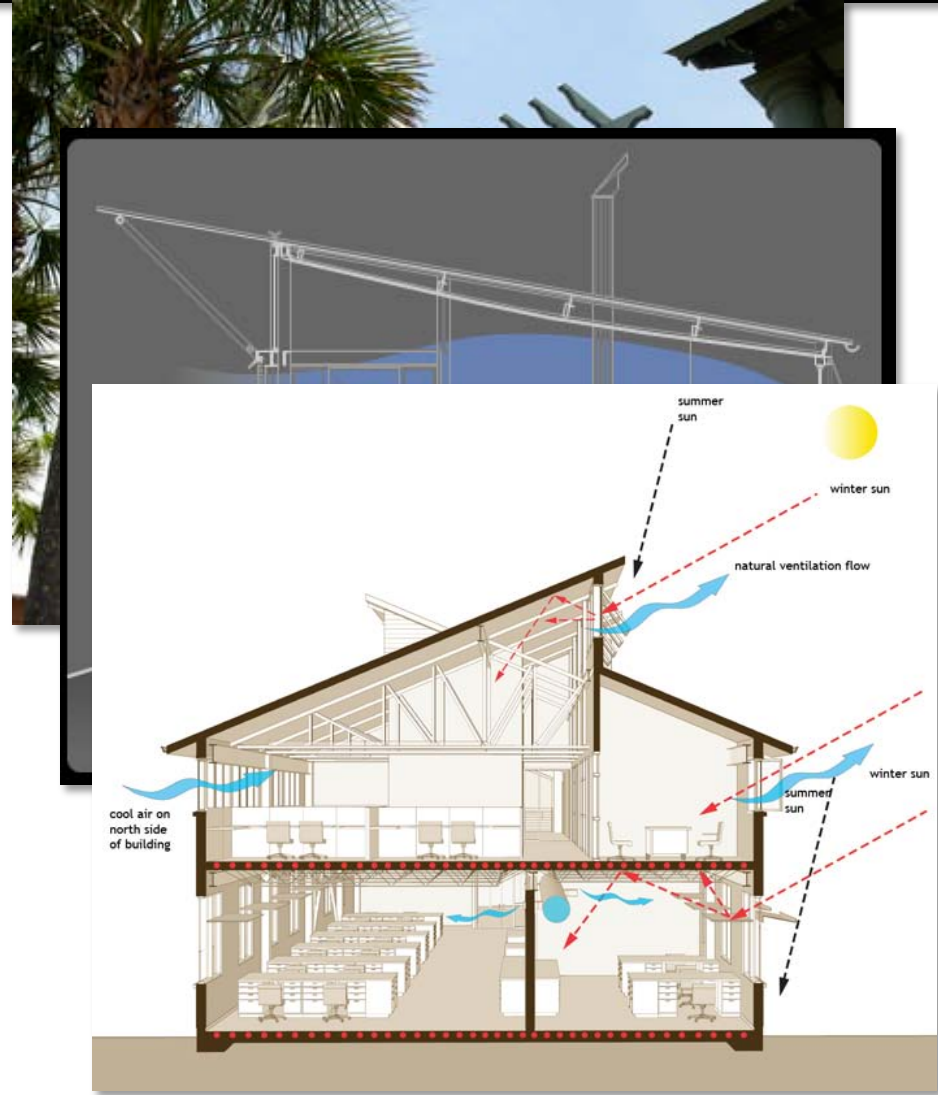 summer
sun
winter sun
natural ventilation flow
winter sun
summer
sun
cool air on
north side
of building